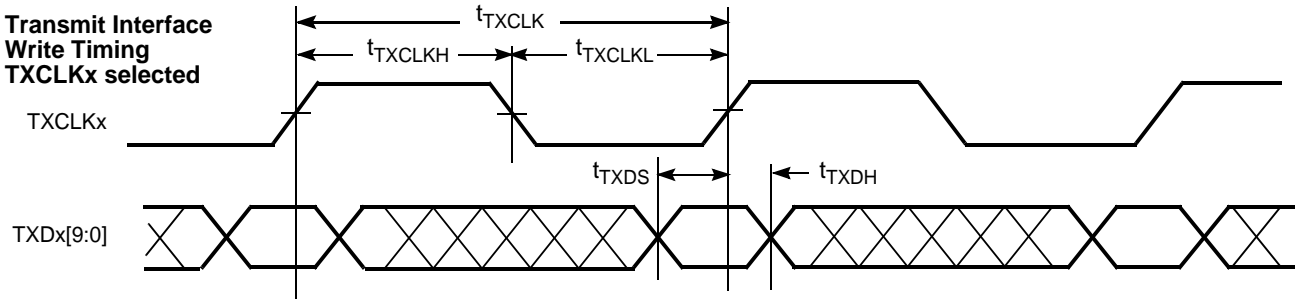 Transmit Interface
Write Timing
TXCLKx selected
tTXCLK
tTXCLKH
tTXCLKL
TXCLKx
tTXDS
tTXDH
TXDx[9:0]